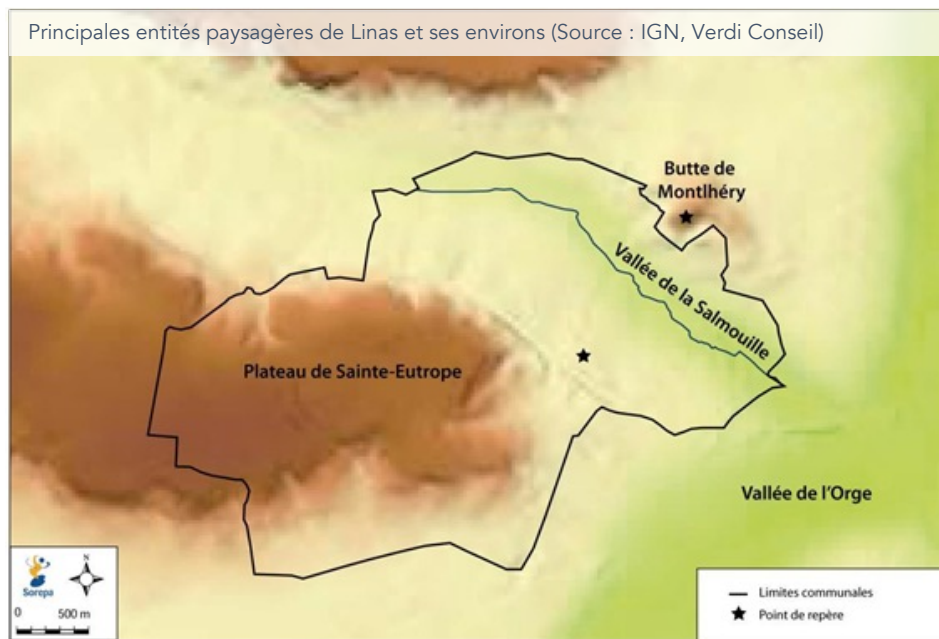 Principales entités paysagères de Linas et ses environs (Source : IGN, Verdi Conseil)
Butte de
Montlhéry
Vallée de la Salmouille
Plateau de Sainte-Eutrope
Vallée de l'Orge
N
Sorepa
0 500 m
Limites communales
Point de repère